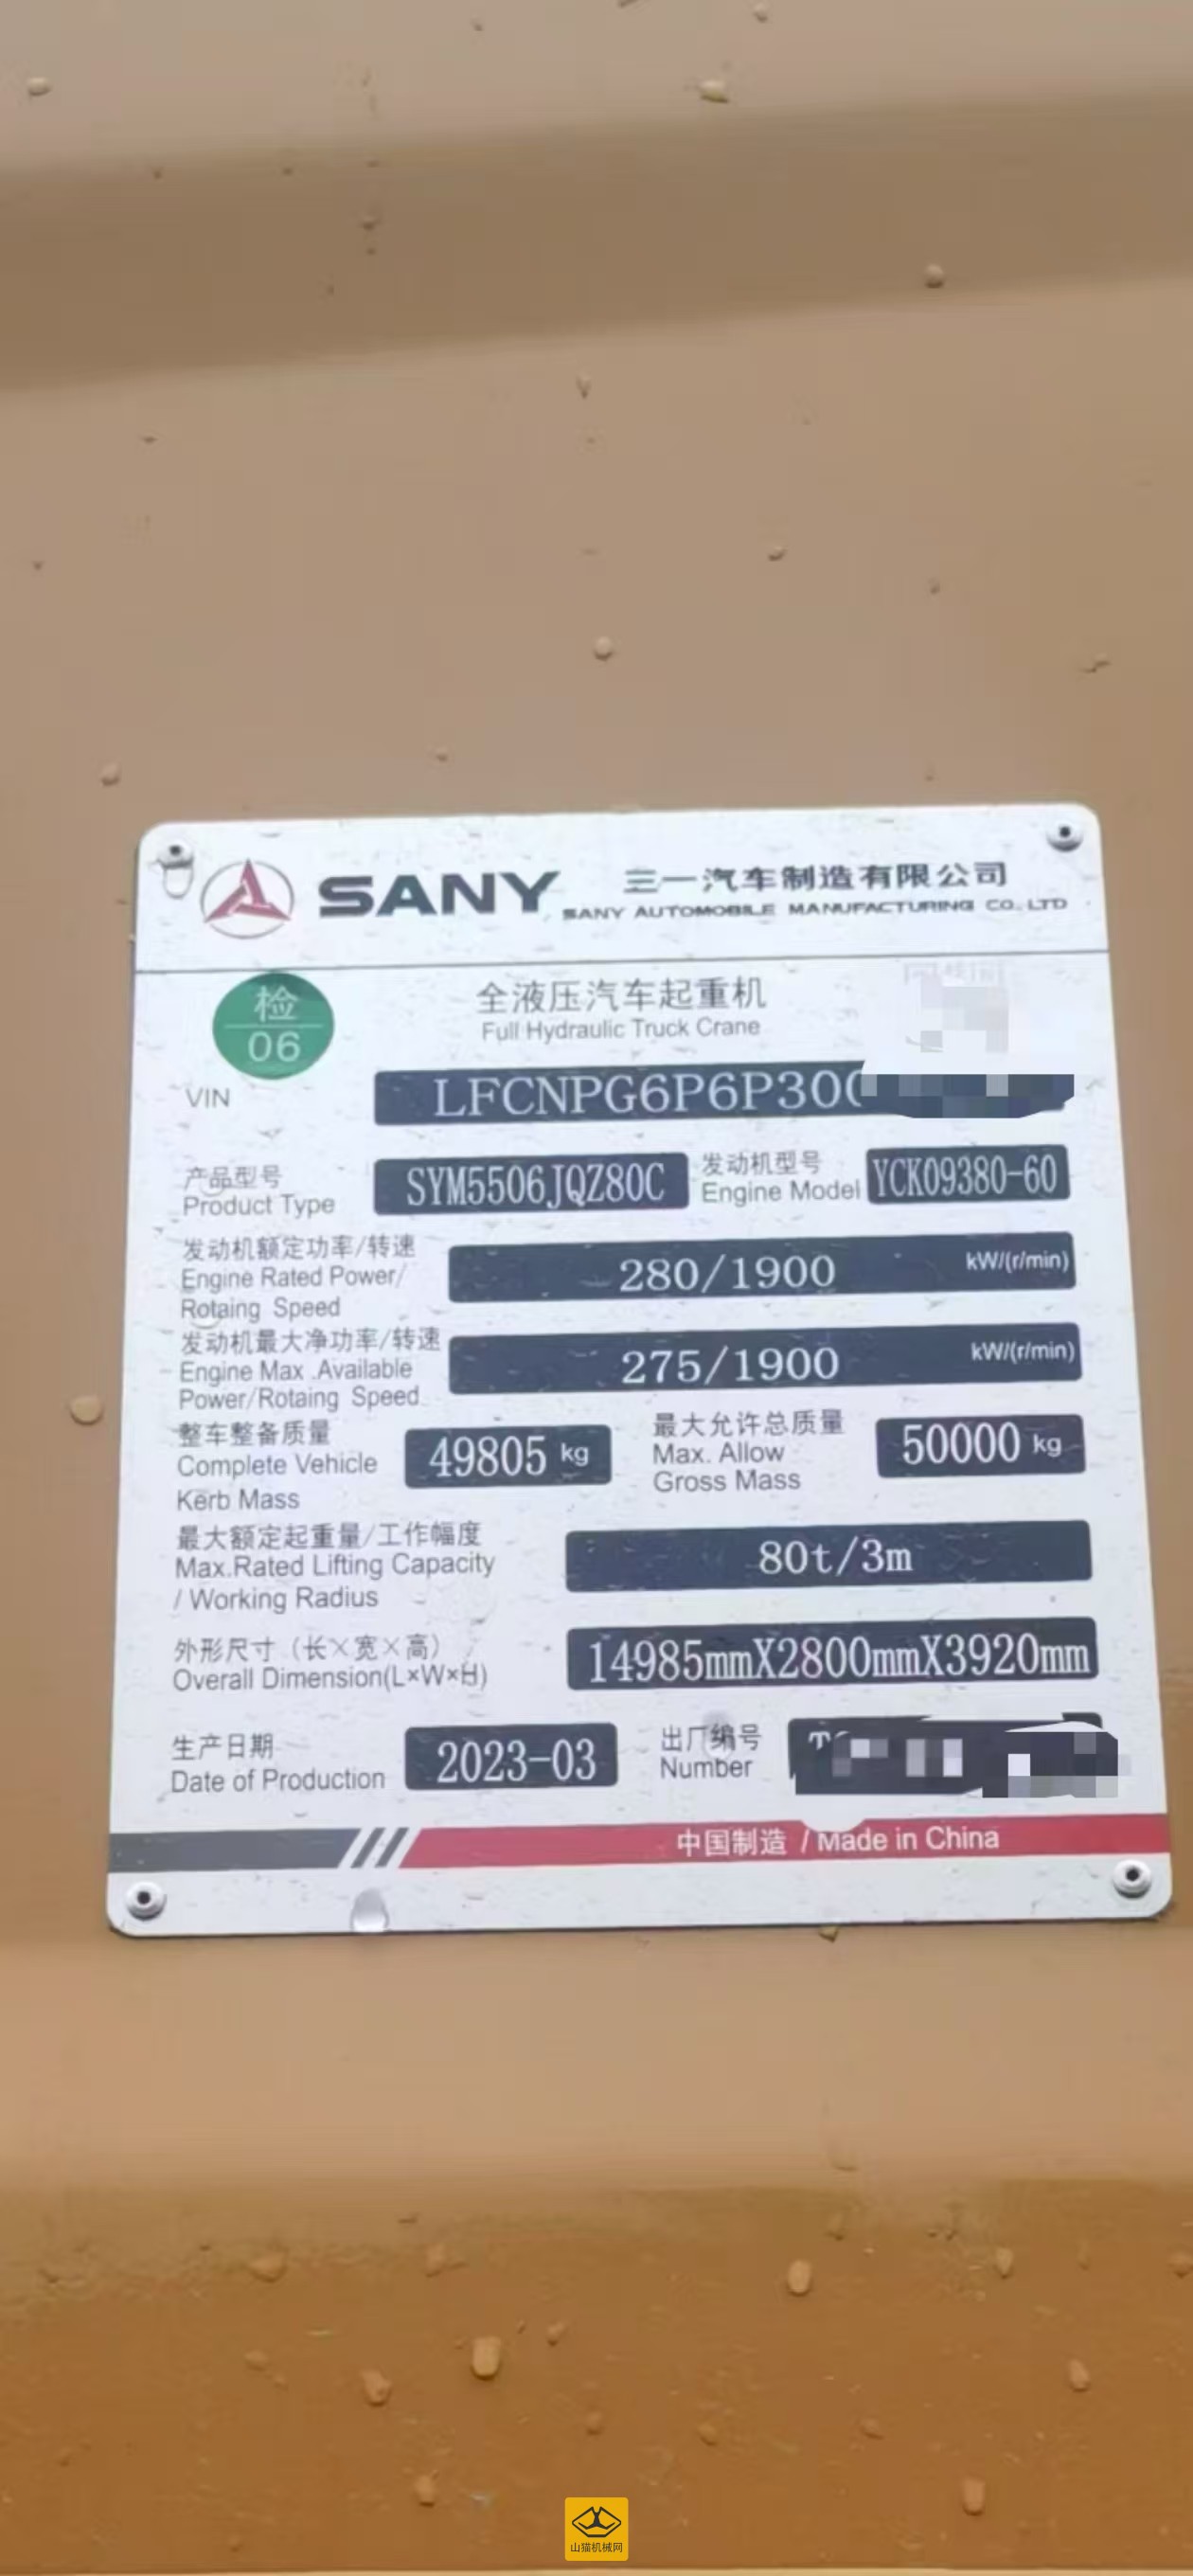 SANY 三一汽车制造有限公司
SANY AUTOMOBILE MANUFACTURING CO., LTD
检
06
全液压汽车起重机
Full Hydraulic Truck Crane
VIN LFCNPG6P6P300
产品型号 SYM5506JQZ80C 发动机型号 YCK09380-60
Product Type Engine Model
发动机额定功率/转速
Engine Rated Power/ 280/1900 kW/(r/min)
Rotaing Speed
发动机最大净功率/转速
Engine Max .Available 275/1900 kW/(r/min)
Power/Rotaing Speed
整车整备质量 最大允许总质量
Complete Vehicle 49805 kg Max. Allow 50000 kg
Kerb Mass Gross Mass
最大额定起重量/工作幅度
Max.Rated Lifting Capacity 80t/3m
/ Working Radius
外形尺寸（长×宽×高）
Overall Dimension(L×W×H) 14985mmX2800mmX3920mm
生产日期 2023-03 出厂编号
Date of Production Number
中国制造 / Made in China
山猫机械网